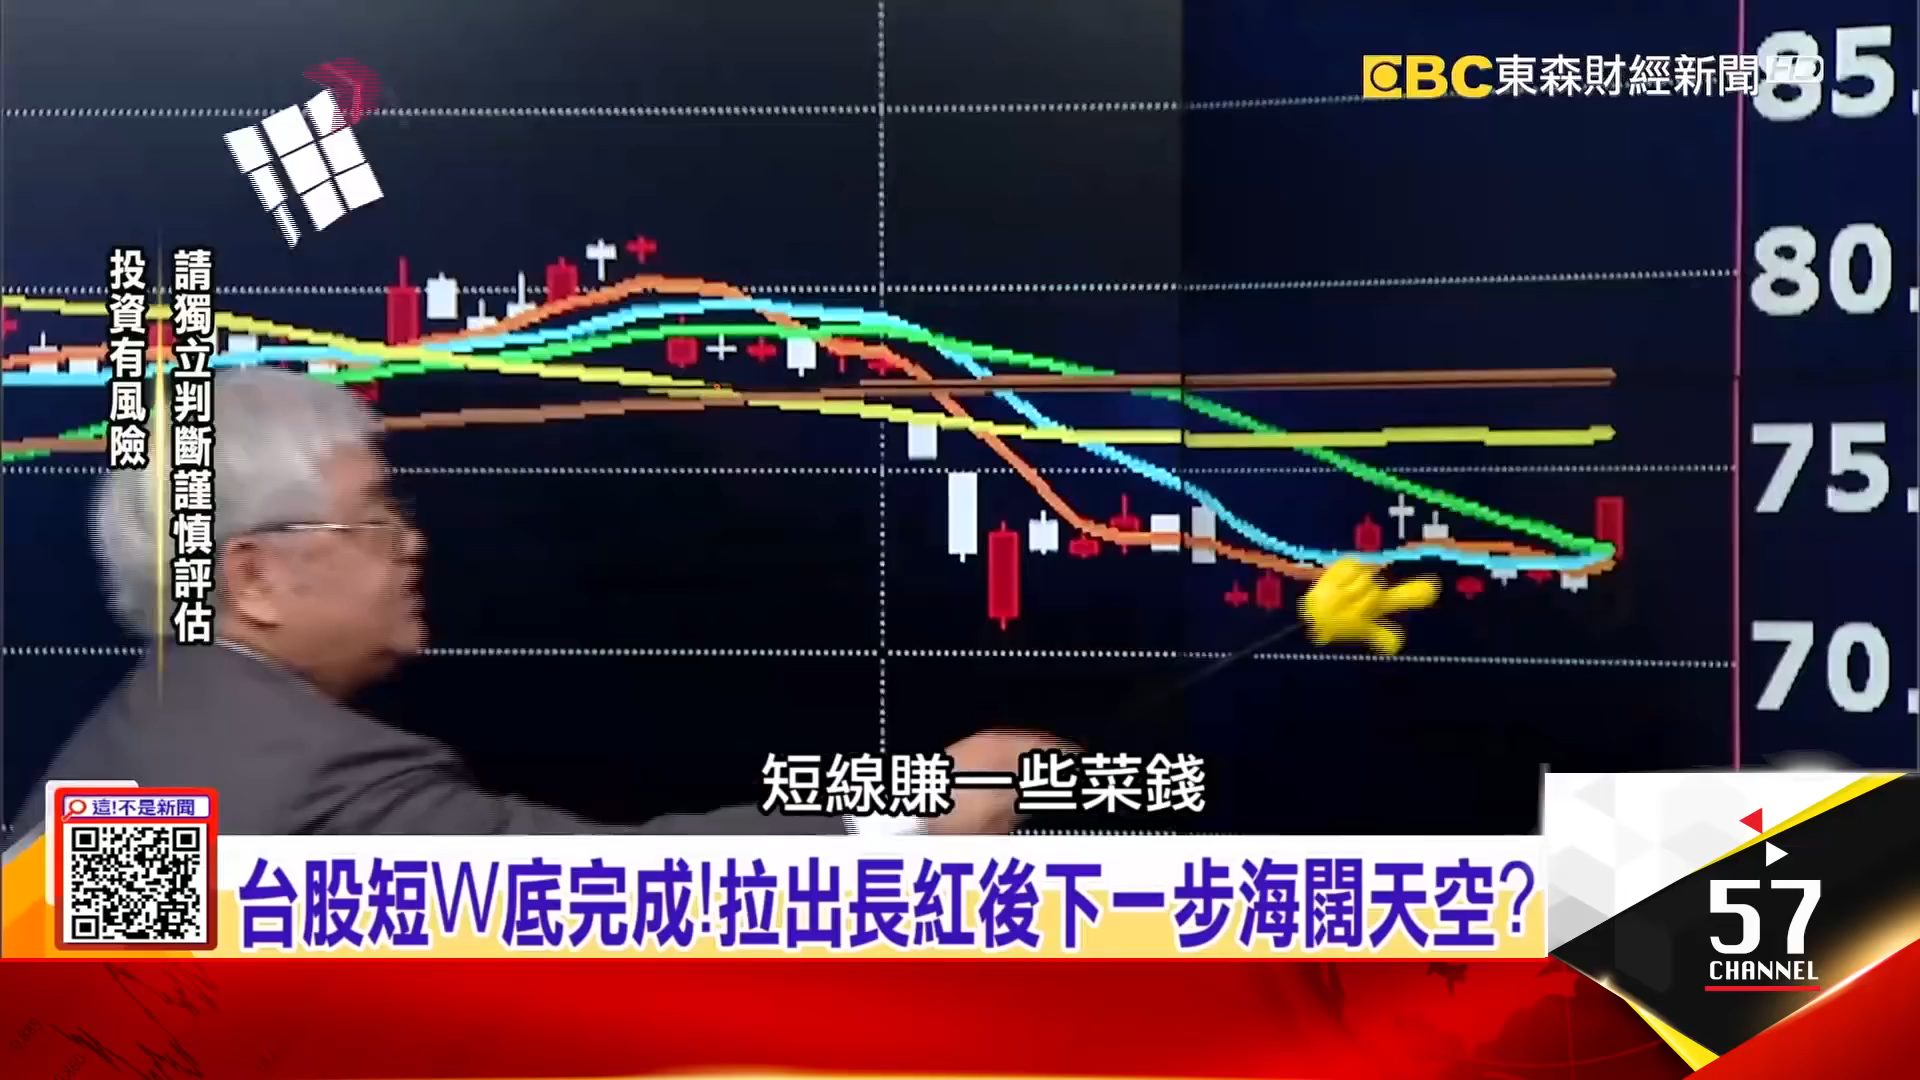 EBC東森財經新聞HD
85.
80.
75.
70.
請獨立判斷謹慎評估
投資有風險
短線賺一些菜錢
這!不是新聞
台股短W底完成!拉出長紅後下一步海闊天空?
57
CHANNEL